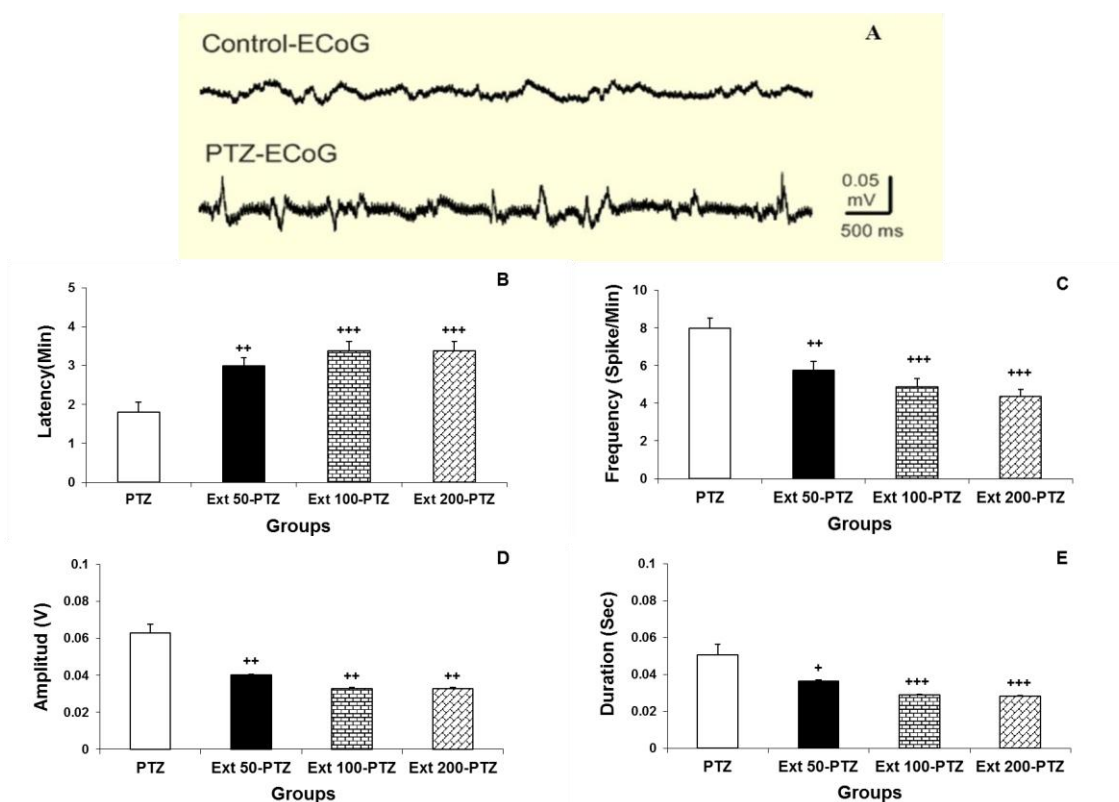 A
Control-ECoG
PTZ-ECoG
0.05
mV
500 ms
B
5
4
3
2
1
0
Latency(Min)
++
+++
+++
PTZ
Ext 50-PTZ
Ext 100-PTZ
Ext 200-PTZ
Groups
C
10
8
6
4
2
0
Frequency (Spike/Min)
++
+++
+++
PTZ
Ext 50-PTZ
Ext 100-PTZ
Ext 200-PTZ
Groups
D
0.1
0.08
0.06
0.04
0.02
0
Amplitud (V)
++
++
++
PTZ
Ext 50-PTZ
Ext 100-PTZ
Ext 200-PTZ
Groups
E
0.1
0.08
0.06
0.04
0.02
0
Duration (Sec)
+
+++
+++
PTZ
Ext 50-PTZ
Ext 100-PTZ
Ext 200-PTZ
Groups